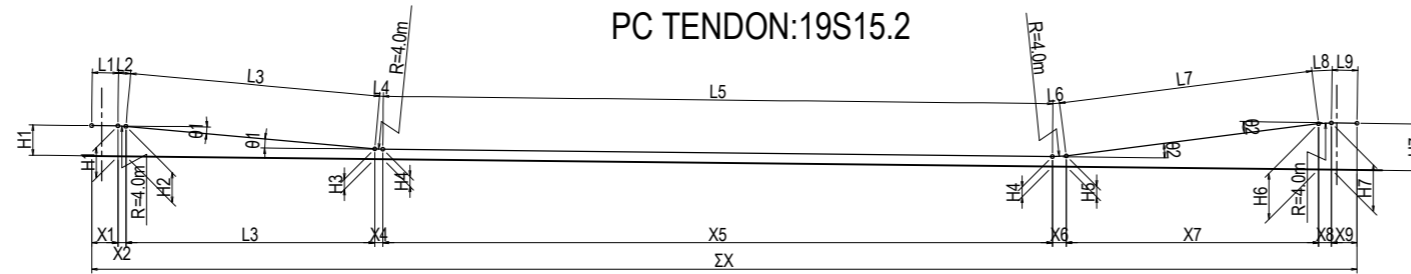 PC TENDON:19S15.2
L1
L2
L3
L4
R=4.0m
L5
R=4.0m
L6
L7
L8
L9
H1
H
θ1
θ1
θ2
θ2
R=4.0m
H2
H3
H4
H4
H5
H6
R=4.0m
H7
X1
X2
L3
X4
X5
X6
X7
X8
X9
ΣX